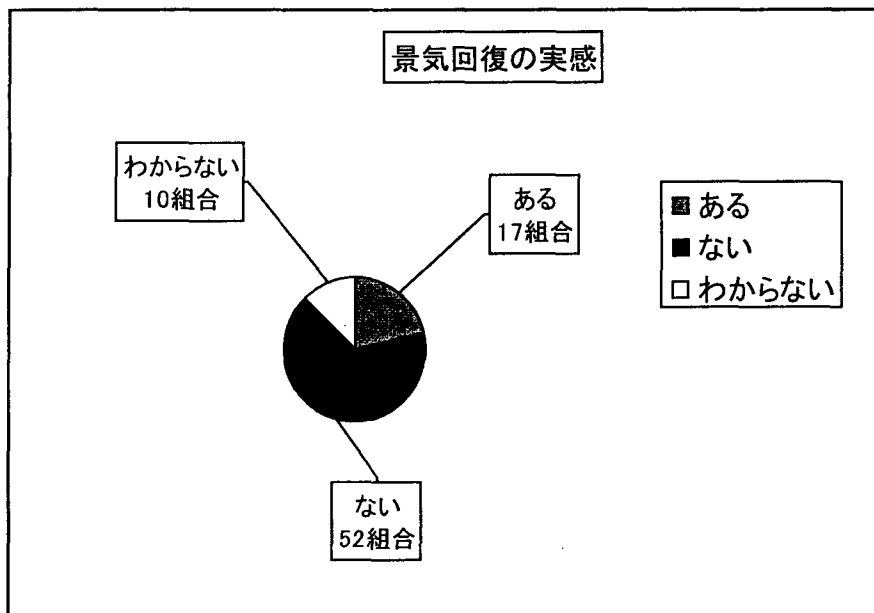 景気回復の実感
わからない
10組合
ある
17組合
ない
52組合
ある
ない
わからない